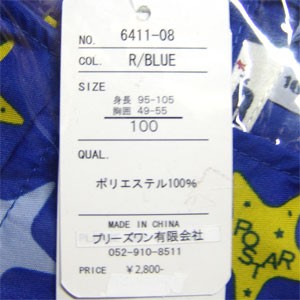 NO. 6411-08
COL. R/BLUE
SIZE
身長 95-105
胸囲 49-55
100
QUAL.
ポリエステル100%
MADE IN CHINA
プリーズワン有限会社
052-910-8511
PRICE ¥2,800-
POSTAR